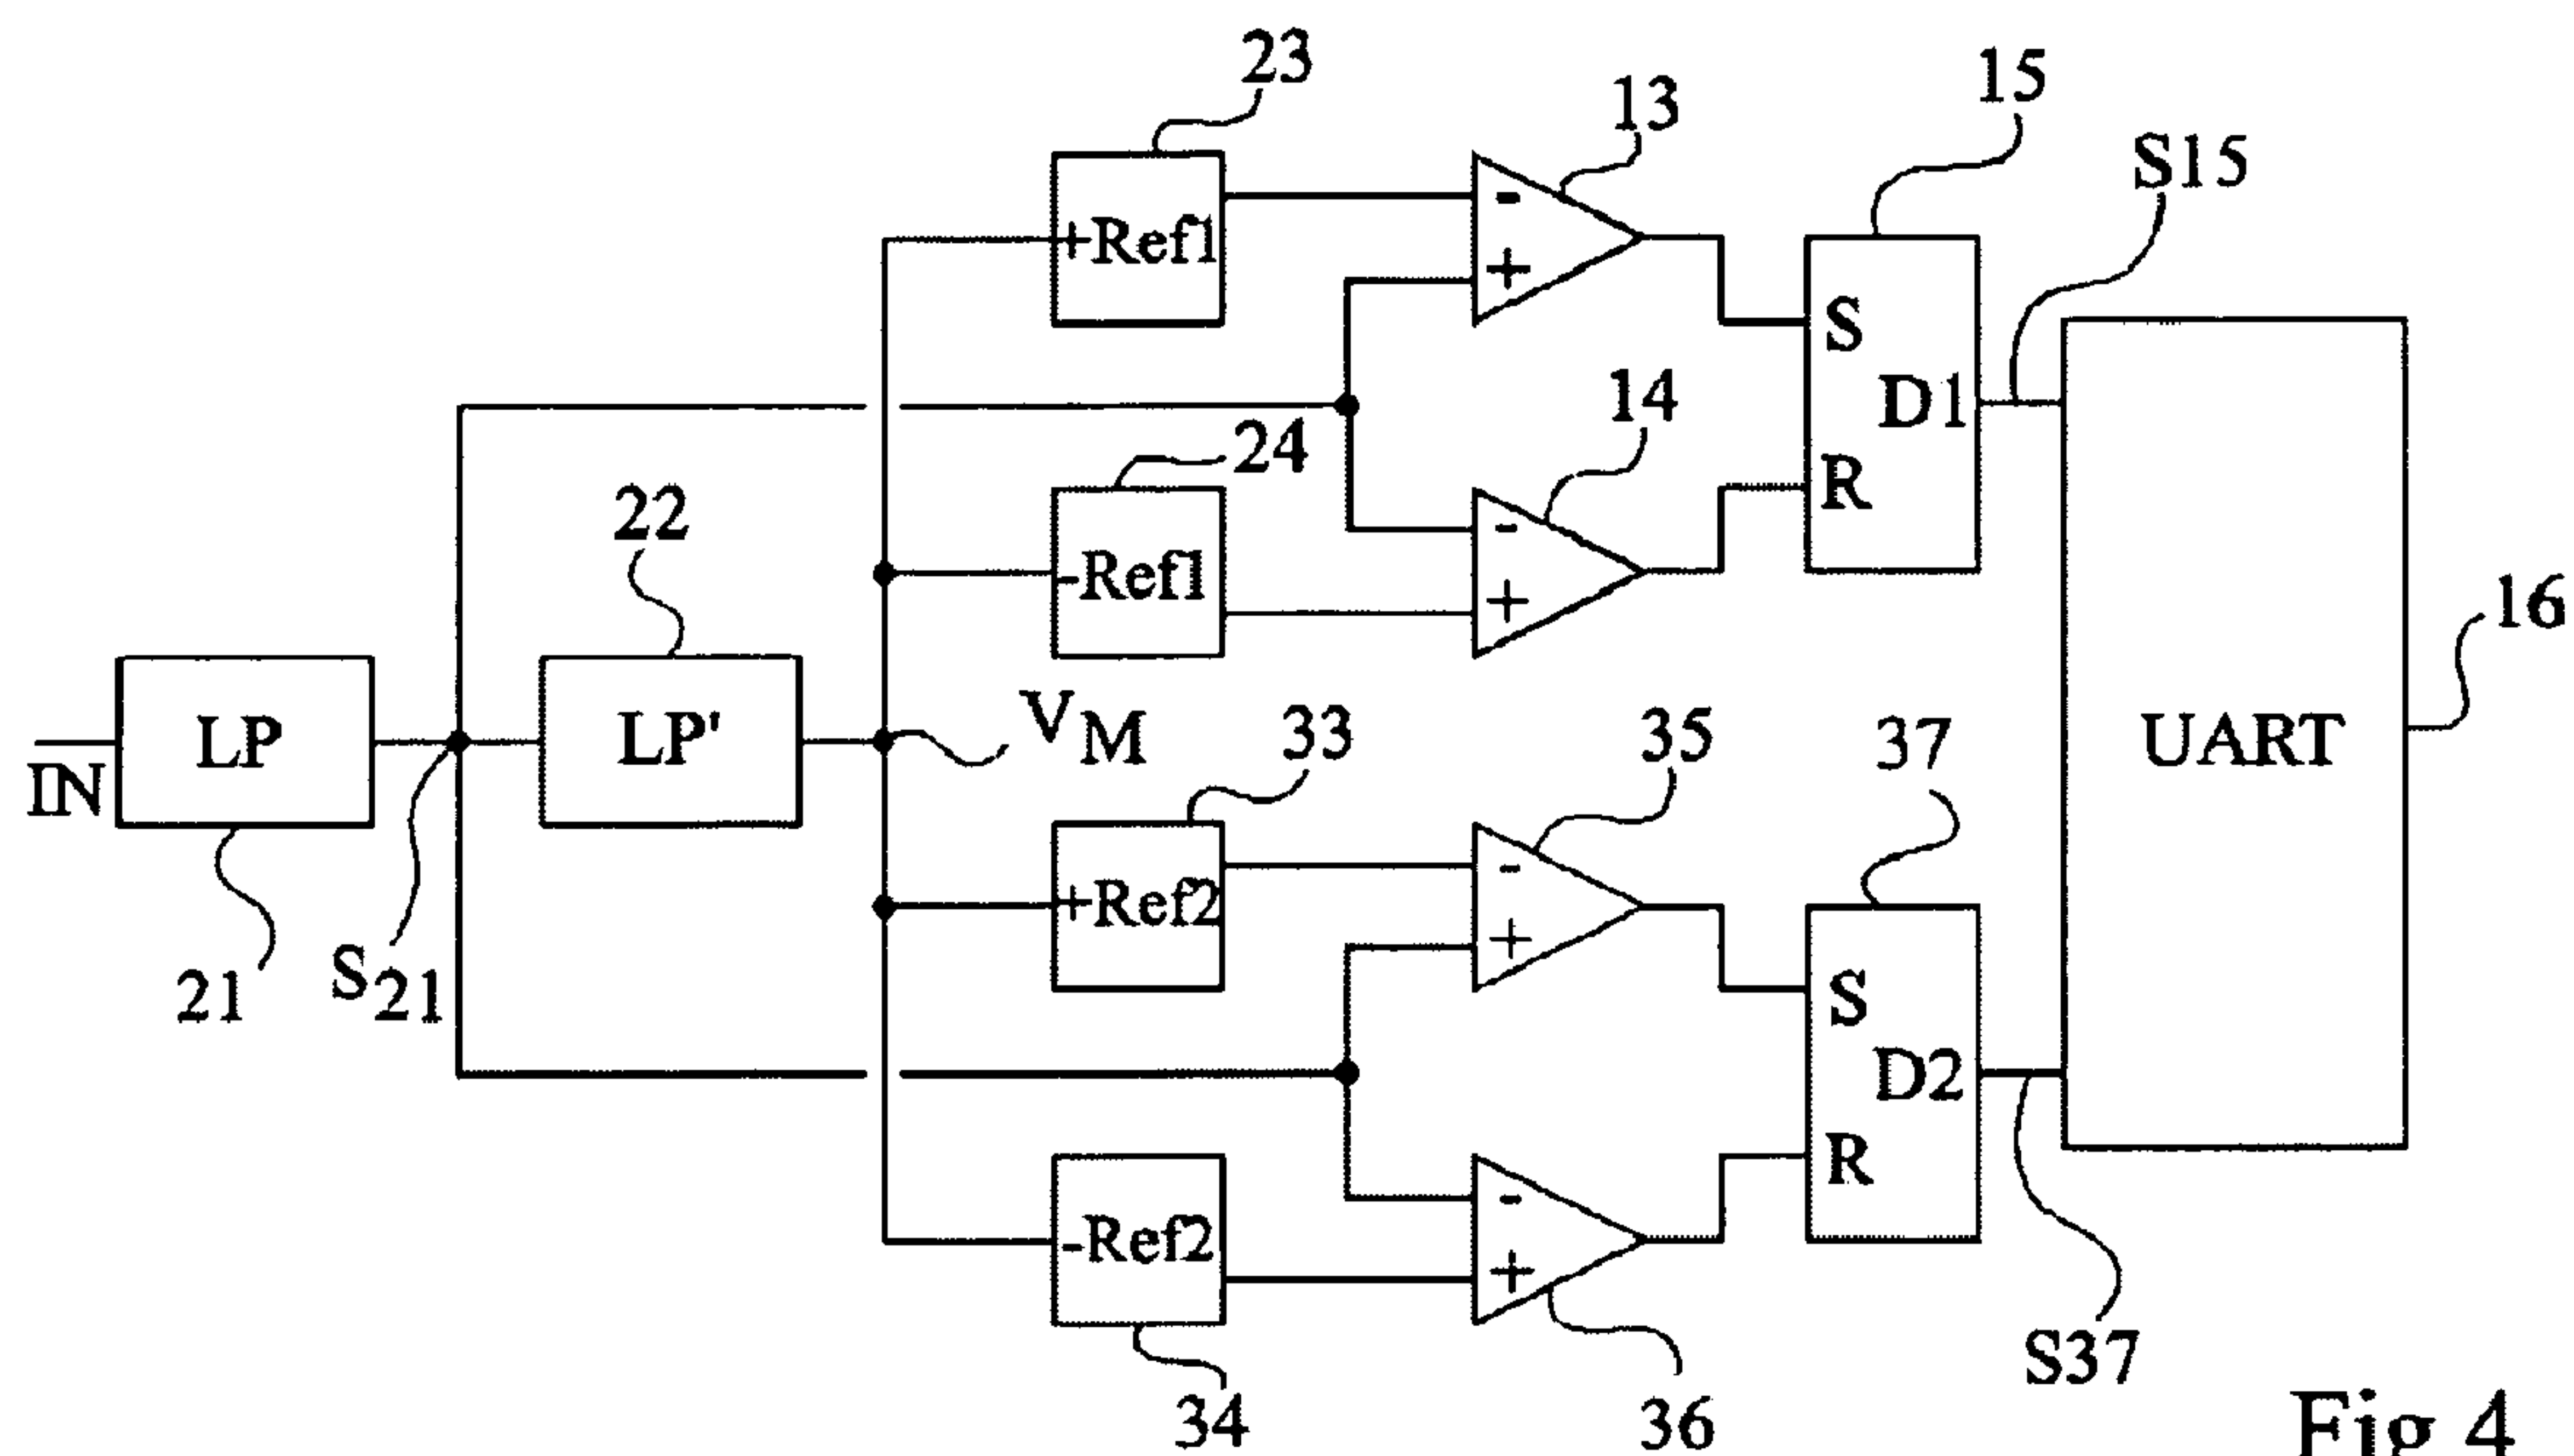 23
13
15
S15
+Ref1
-
+
S
D1
R
14
24
22
-Ref1
-
+
16
LP
LP'
VM
33
35
37
UART
IN
21
S21
+Ref2
-
+
S
D2
R
-Ref2
-
+
34
36
S37
Fig 4